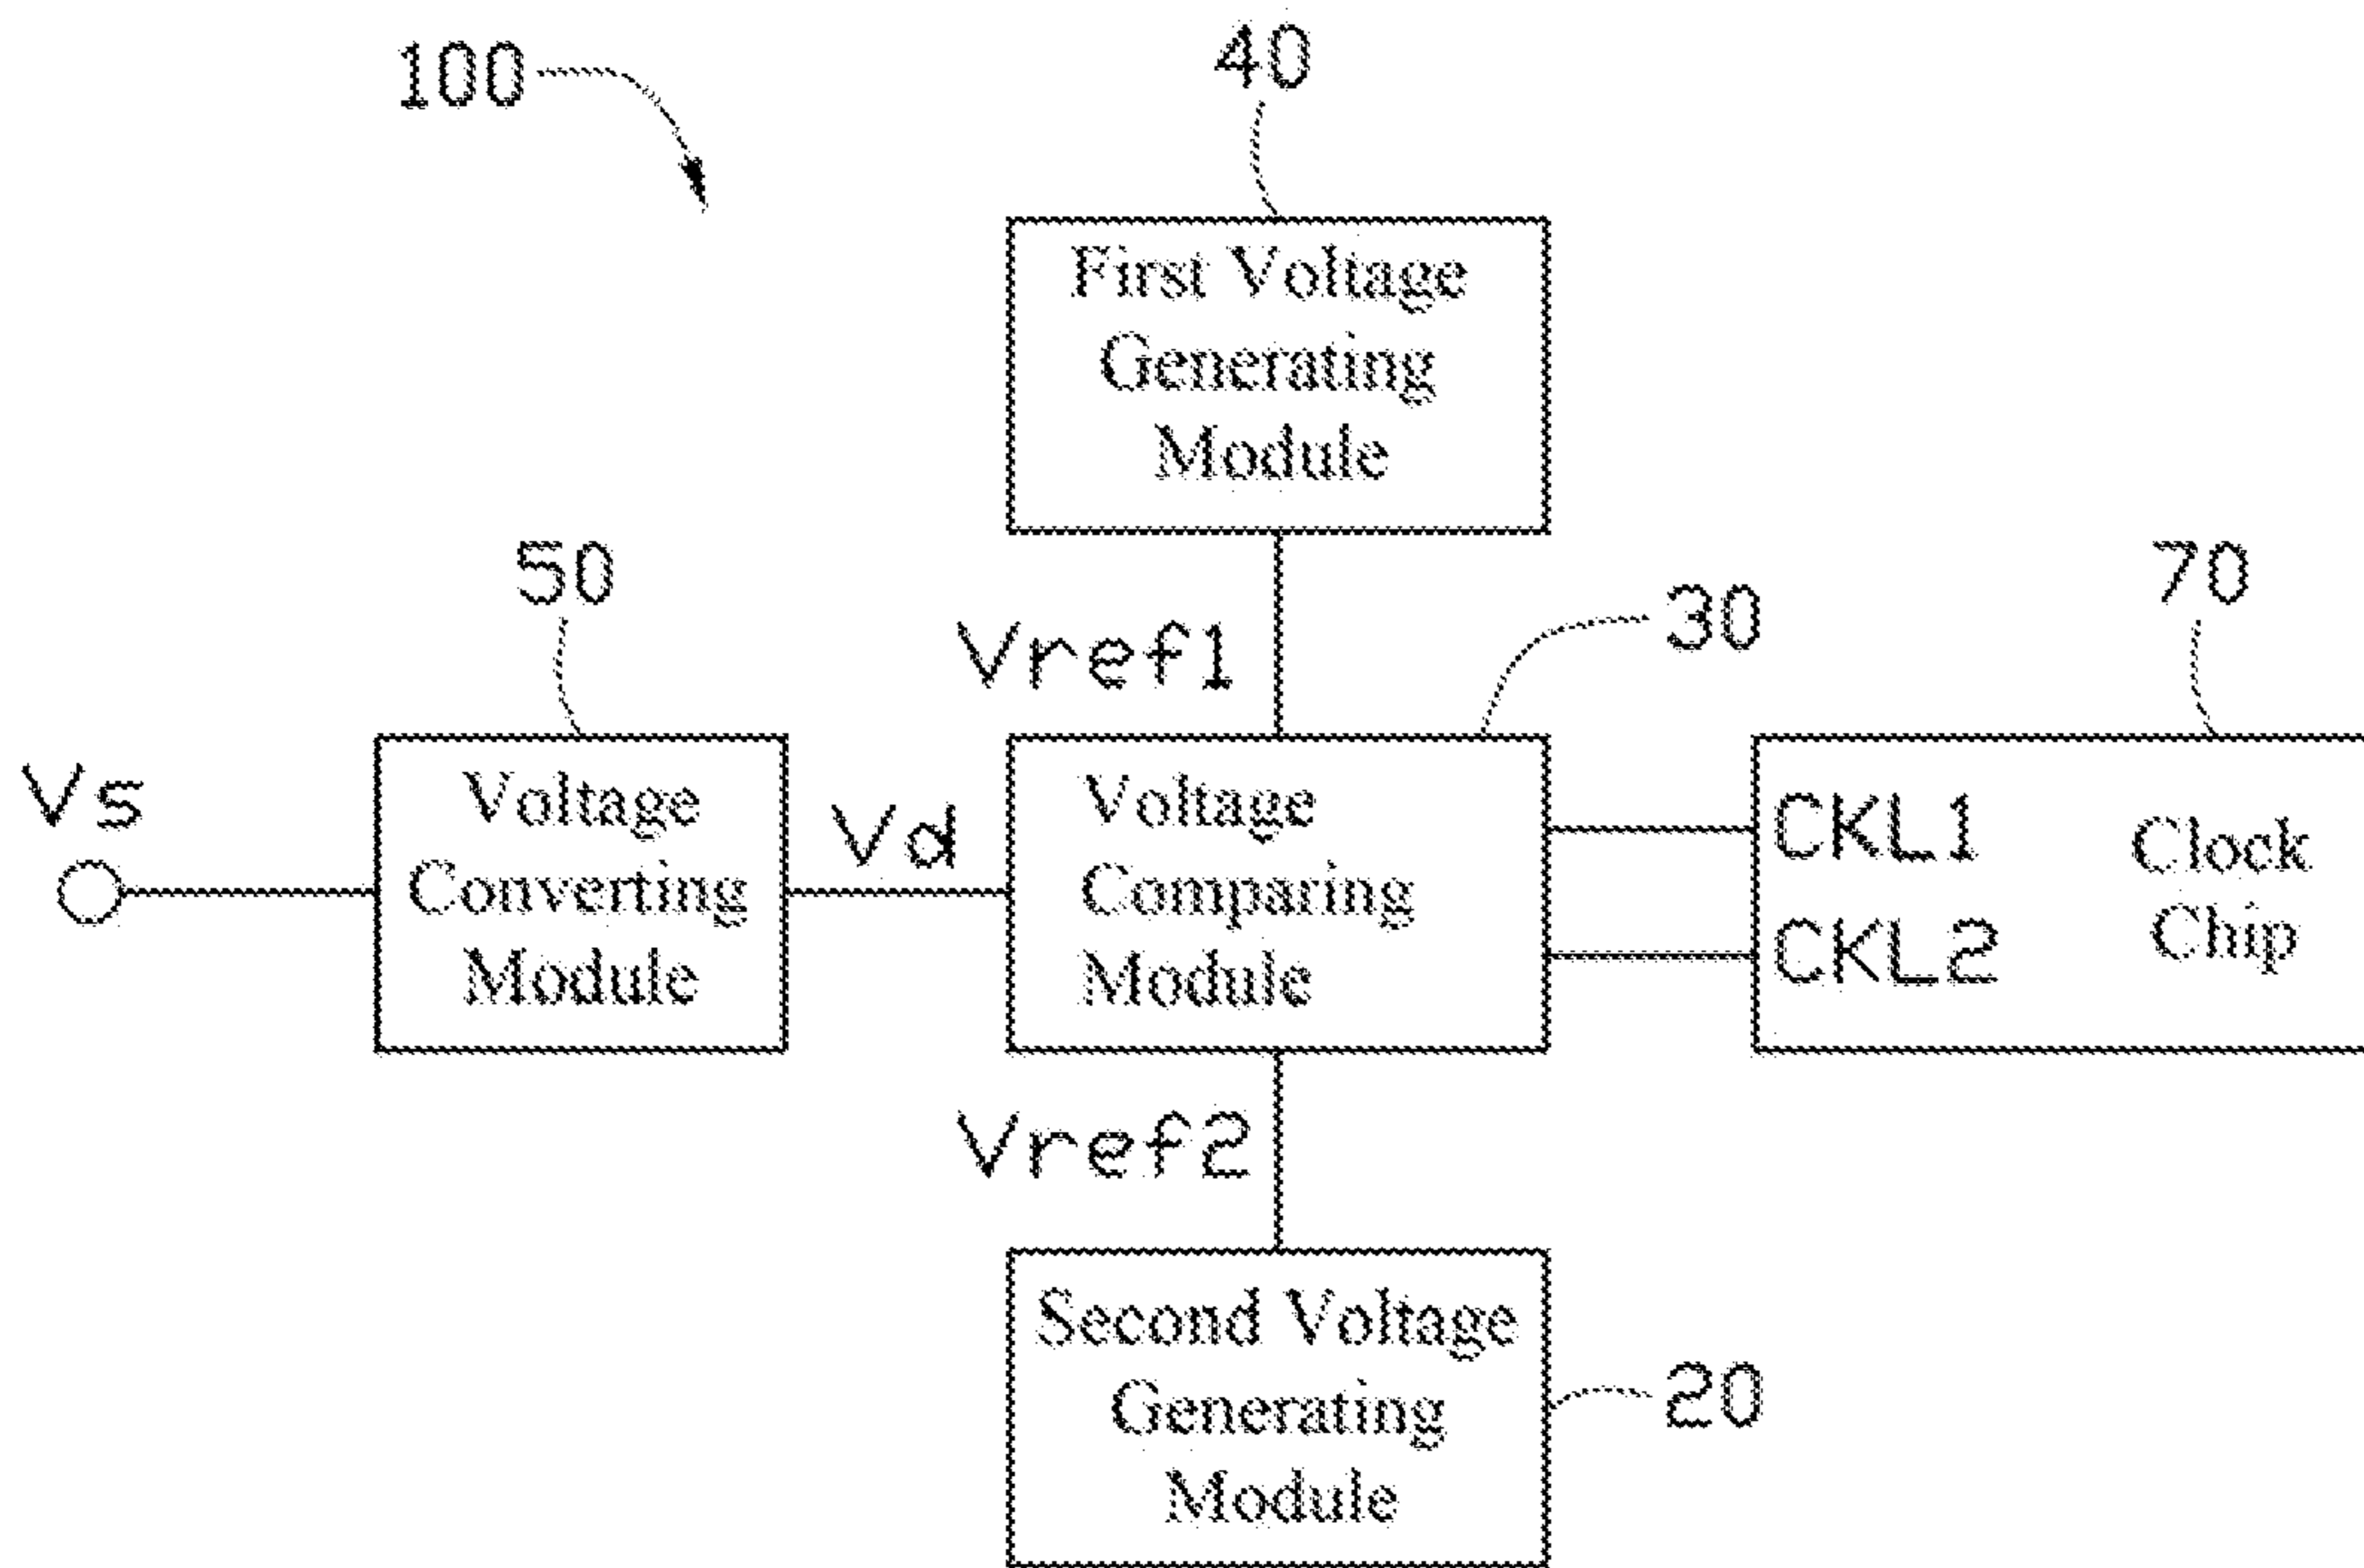 100
40
First Voltage
Generating
Module
50
Vref1
30
70
Vs
Voltage
Converting
Module
Vd
Voltage
Comparing
Module
CKL1
CKL2
Clock
Chip
Vref2
Second Voltage
Generating
Module
20